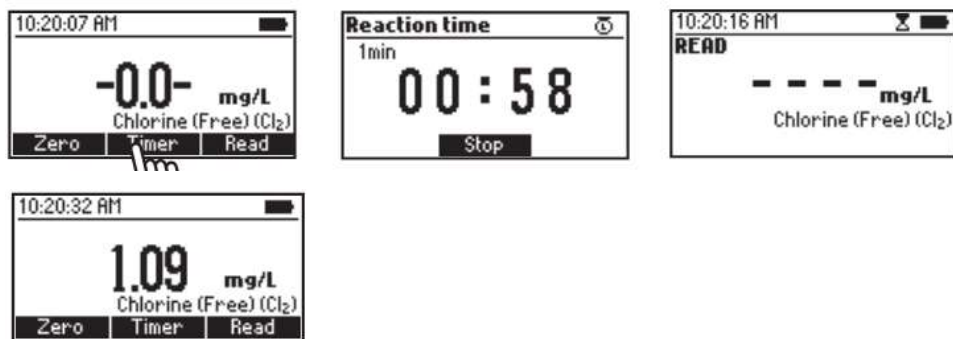 10:20:07 AM
-0.0- mg/L
Chlorine (Free) (Cl₂)
Zero Timer Read
Reaction time
1min
00:58
Stop
10:20:16 AM
READ
---- mg/L
Chlorine (Free) (Cl₂)
10:20:32 AM
1.09 mg/L
Chlorine (Free) (Cl₂)
Zero Timer Read